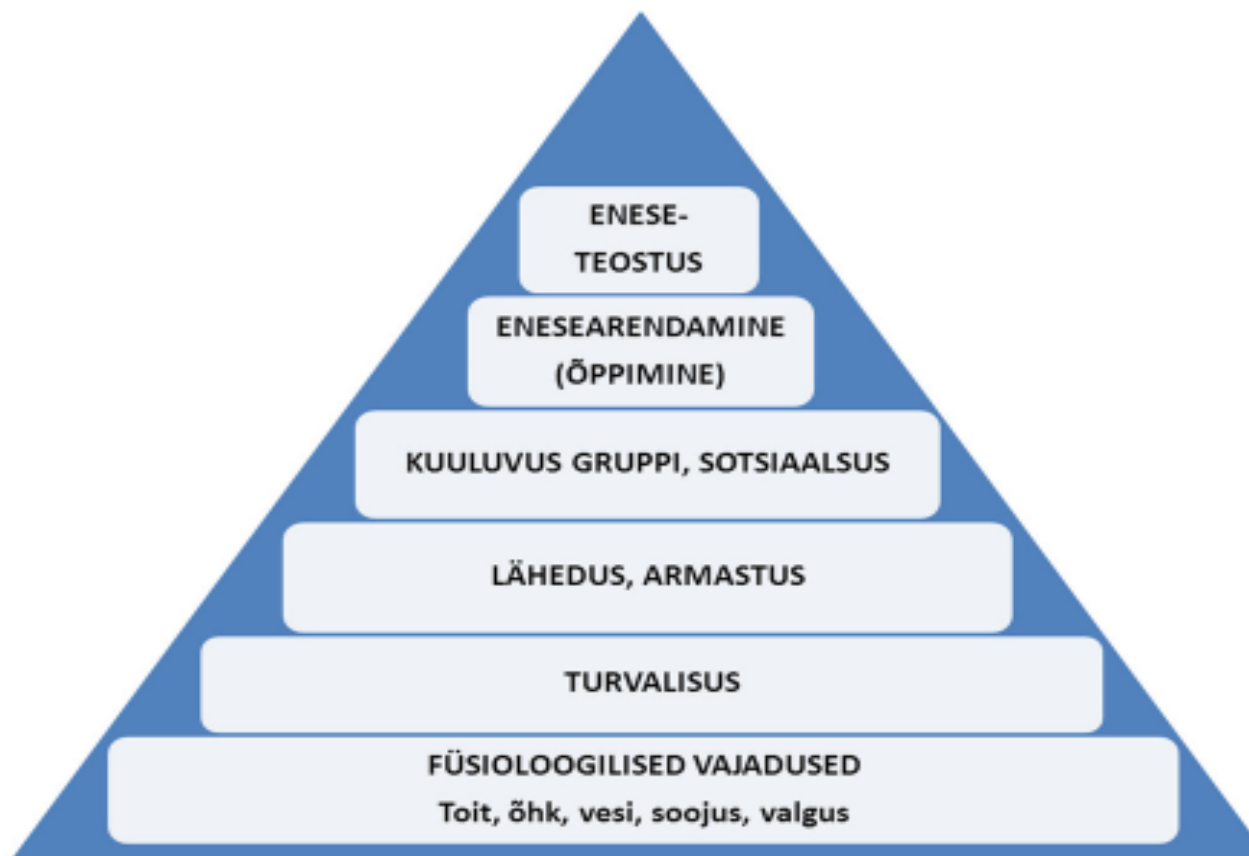 ENESE-
TEOSTUS
ENESEARENDAMINE
(ÕPPIMINE)
KUULUVUS GRUPPI, SOTSIAALSUS
LÄHEDUS, ARMASTUS
TURVALISUS
FÜSIOLOOGILISED VAJADUSED
Toit, õhk, vesi, soojus, valgus